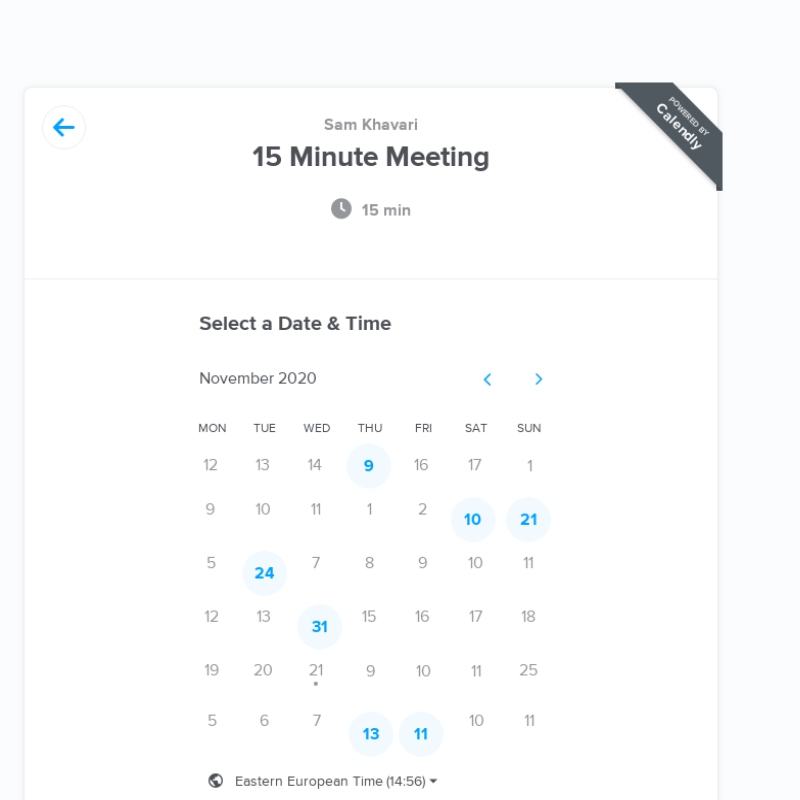 POWERED BY
Calendly
Sam Khavari
15 Minute Meeting
15 min
Select a Date & Time
November 2020
MON TUE WED THU FRI SAT SUN
12 13 14 9 16 17 1
9 10 11 1 2 10 21
5 24 7 8 9 10 11
12 13 31 15 16 17 18
19 20 21 9 10 11 25
5 6 7 13 11 10 11
Eastern European Time (14:56)